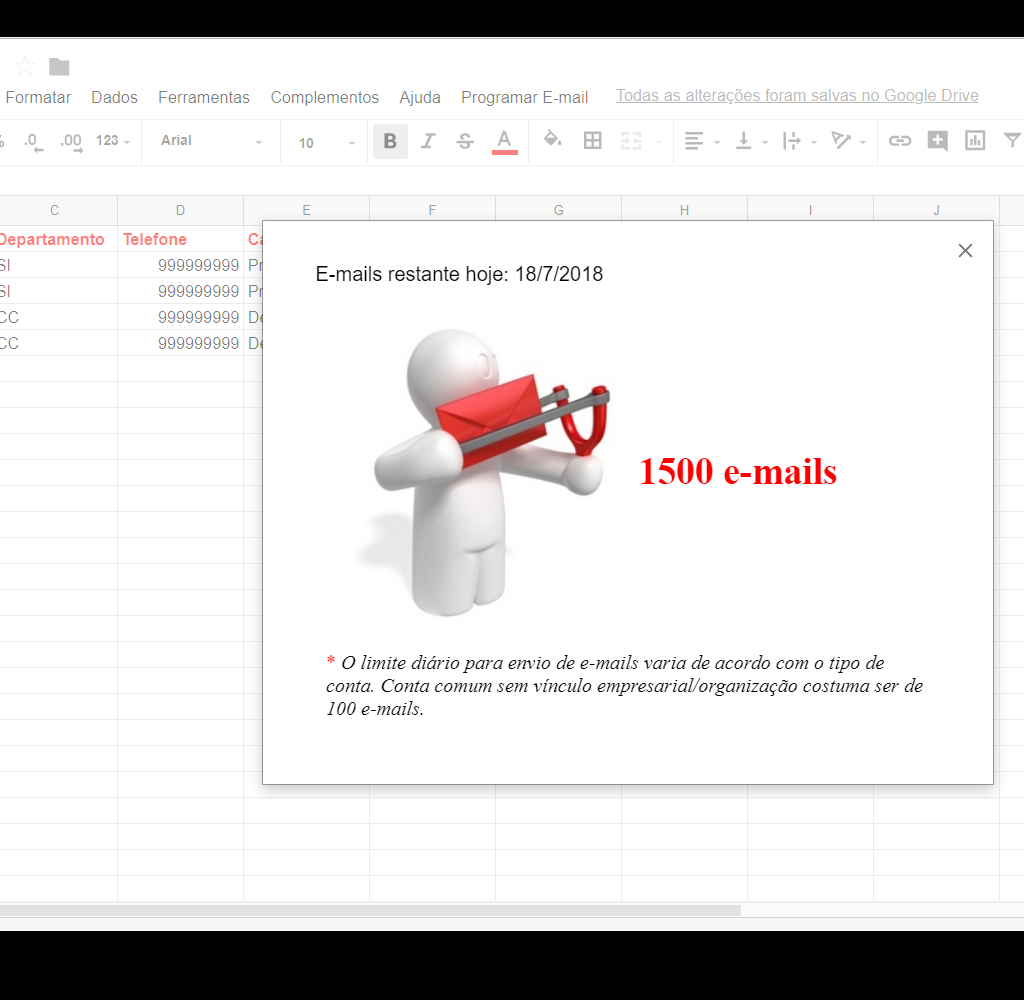 Formatar Dados Ferramentas Complementos Ajuda Programar E-mail Todas as alterações foram salvas no Google Drive
% .0 .00 123 Arial 10 B I S A
C D E F G H I J
Departamento Telefone Ca
SI 999999999 Pr
SI 999999999 Pr
CC 999999999 De
CC 999999999 De
E-mails restante hoje: 18/7/2018
1500 e-mails
* O limite diário para envio de e-mails varia de acordo com o tipo de
conta. Conta comum sem vínculo empresarial/organização costuma ser de
100 e-mails.